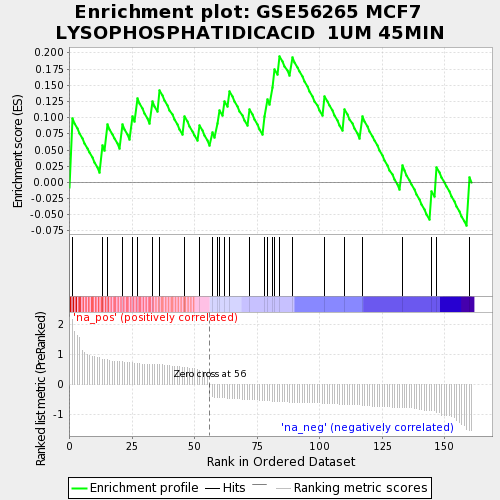 Enrichment plot: GSE56265 MCF7
LYSOPHOSPHATIDICACID 1UM 45MIN
Enrichment score (ES)
0.200
0.175
0.150
0.125
0.100
0.075
0.050
0.025
0.000
-0.025
-0.050
-0.075
'na_pos' (positively correlated)
Ranked list metric (PreRanked)
2
1
0
-1
Zero cross at 56
'na_neg' (negatively correlated)
0 25 50 75 100 125 150
Rank in Ordered Dataset
Enrichment profile Hits Ranking metric scores